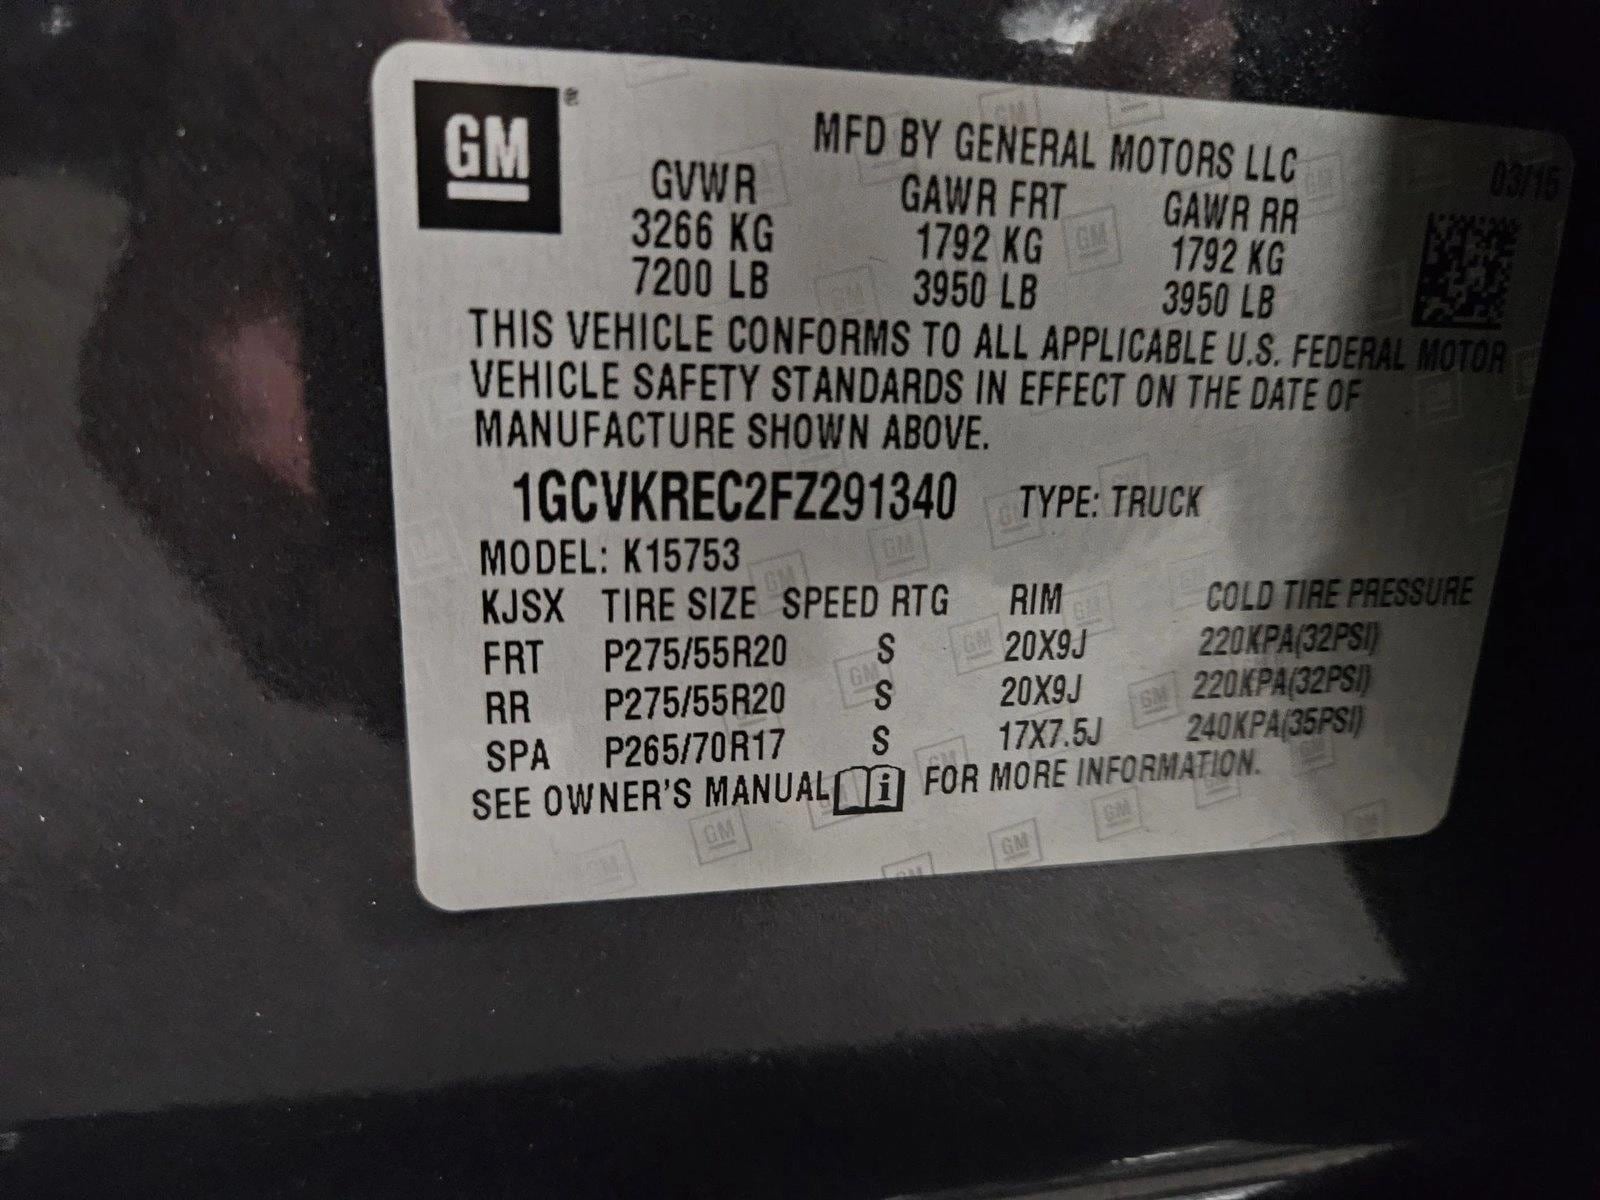 GM®
MFD BY GENERAL MOTORS LLC
03/15
GVWR GAWR FRT GAWR RR
3266 KG 1792 KG 1792 KG
7200 LB 3950 LB 3950 LB
THIS VEHICLE CONFORMS TO ALL APPLICABLE U.S. FEDERAL MOTOR
VEHICLE SAFETY STANDARDS IN EFFECT ON THE DATE OF
MANUFACTURE SHOWN ABOVE.
1GCVKREC2FZ291340 TYPE: TRUCK
MODEL: K15753
KJSX TIRE SIZE SPEED RTG RIM COLD TIRE PRESSURE
FRT P275/55R20 S 20X9J 220KPA(32PSI)
RR P275/55R20 S 20X9J 220KPA(32PSI)
SPA P265/70R17 S 17X7.5J 240KPA(35PSI)
SEE OWNER'S MANUAL i FOR MORE INFORMATION.